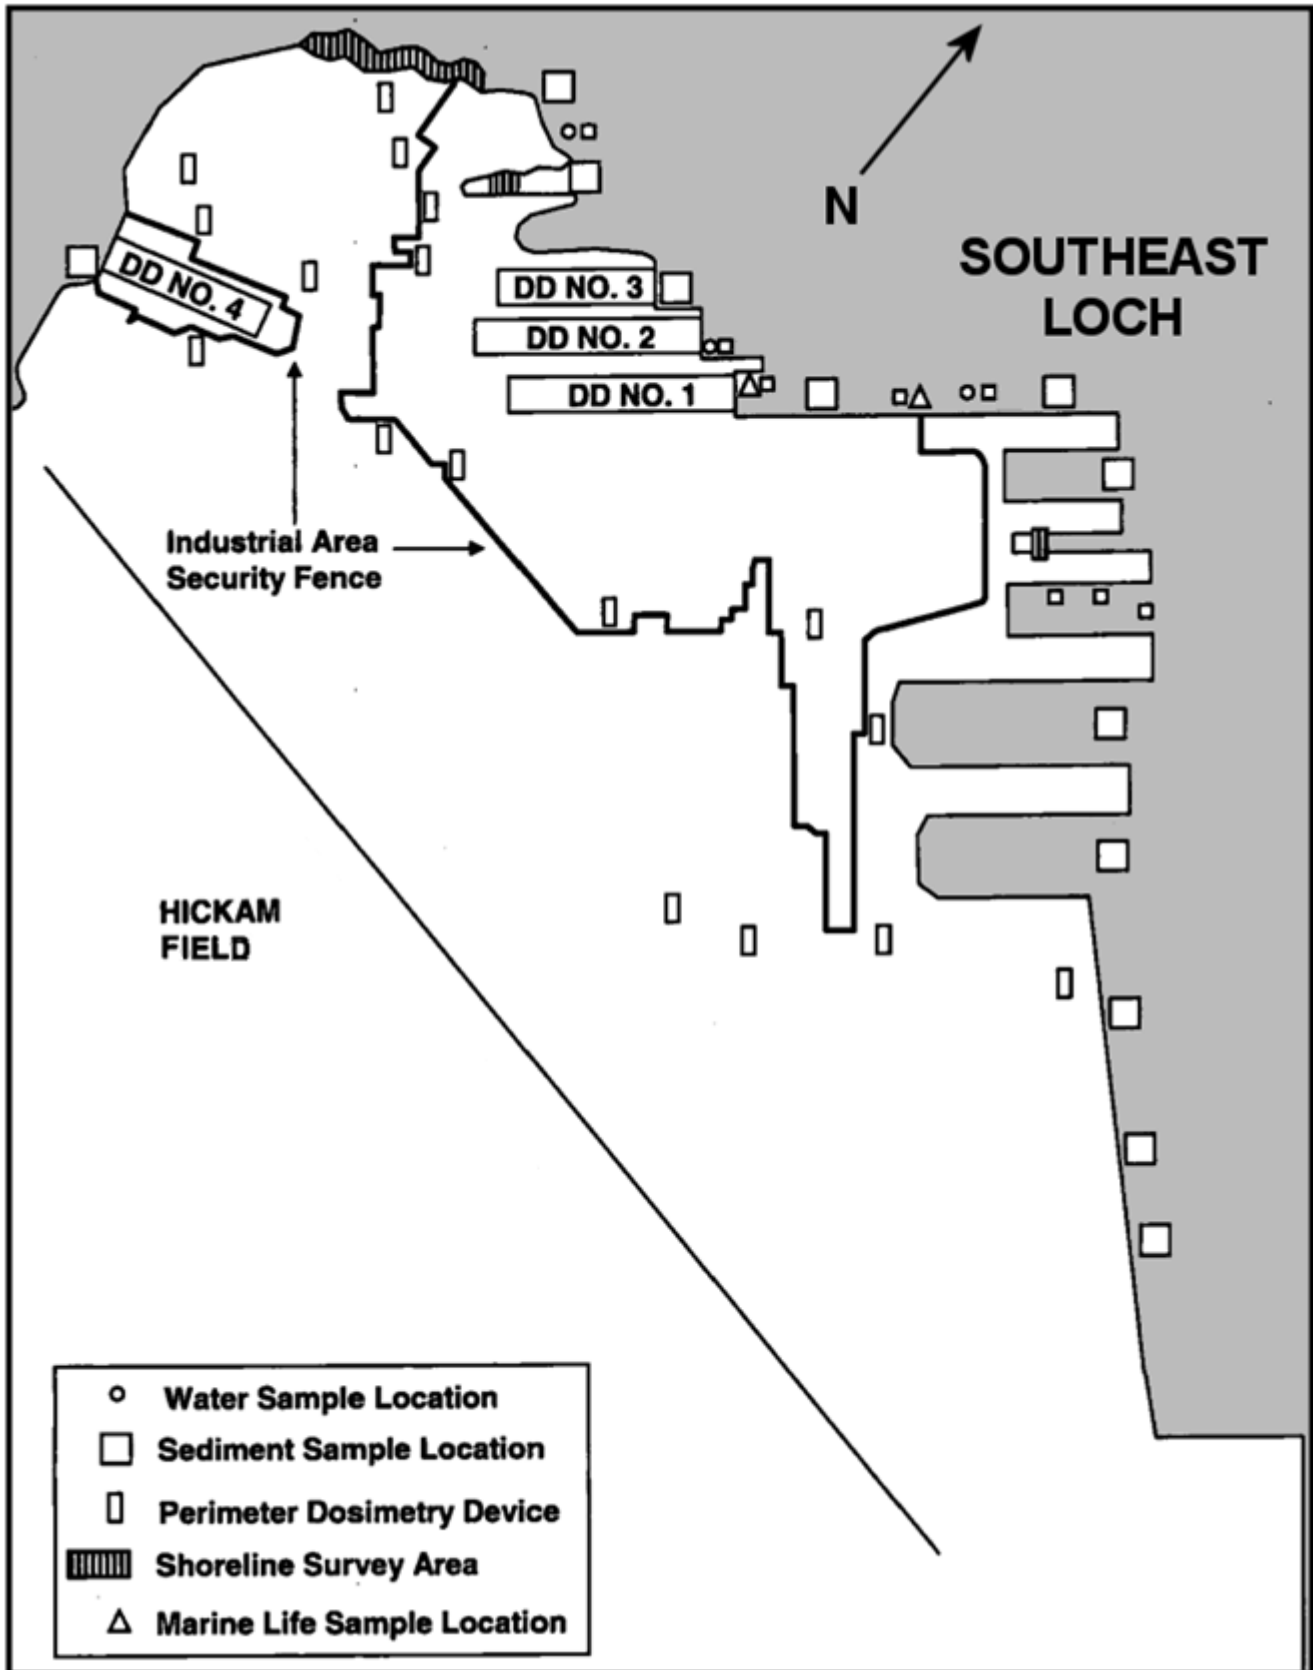 N
SOUTHEAST
LOCH
DD NO. 4
DD NO. 3
DD NO. 2
DD NO. 1
Industrial Area
Security Fence
HICKAM
FIELD
Water Sample Location
Sediment Sample Location
Perimeter Dosimetry Device
Shoreline Survey Area
Marine Life Sample Location